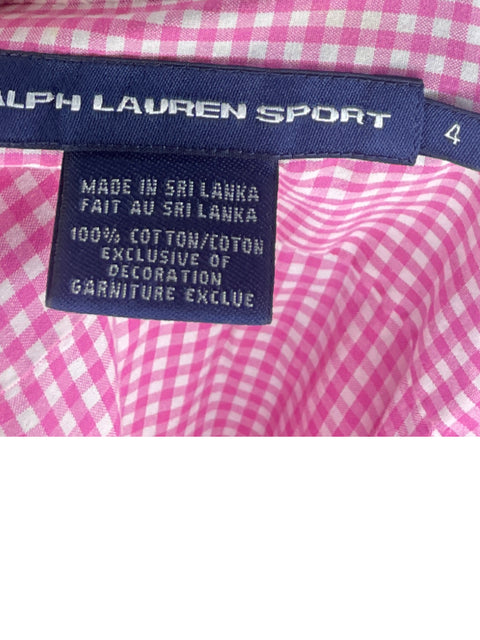 ALPH LAUREN SPORT
4
MADE IN SRI LANKA
FAIT AU SRI LANKA
100% COTTON/COTON
EXCLUSIVE OF
DECORATION
GARNITURE EXCLUE